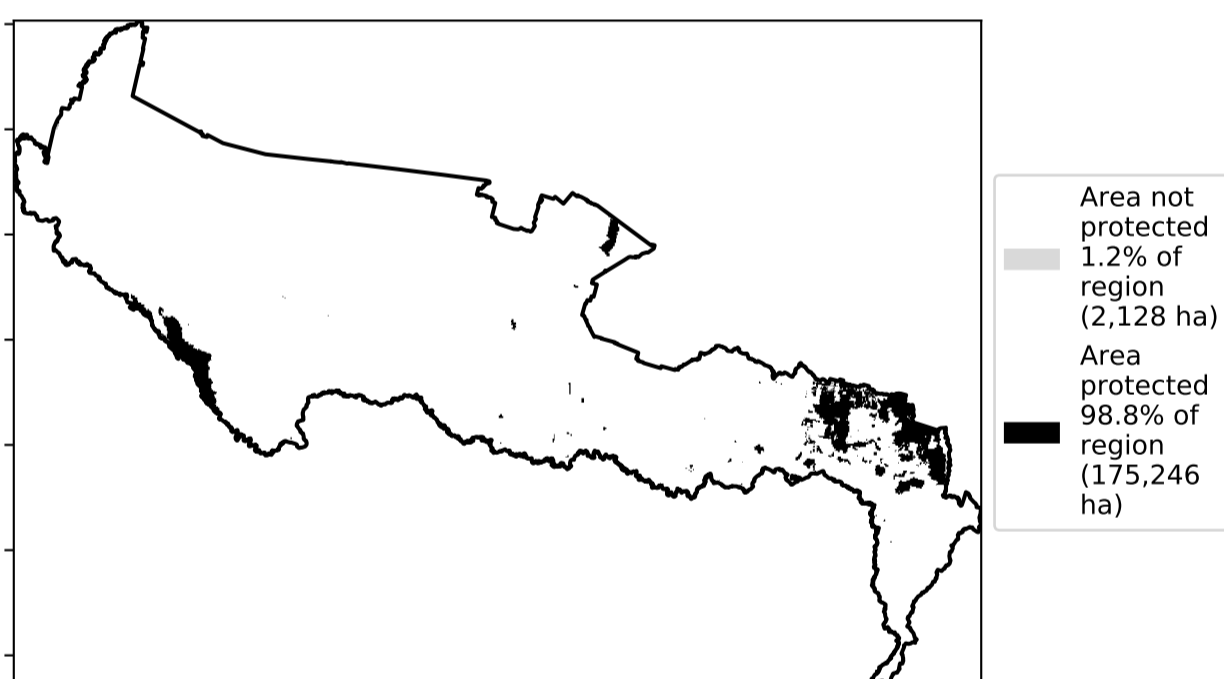 Area not
protected
1.2% of
region
(2,128 ha)
Area
protected
98.8% of
region
(175,246
ha)